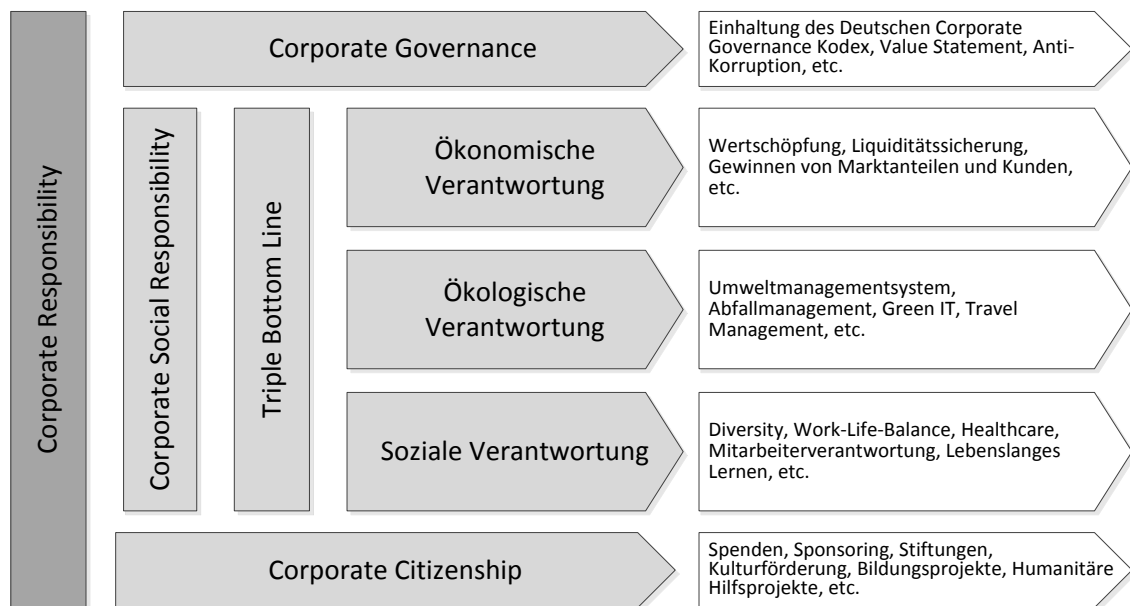 Corporate Responsibility
Corporate Governance
Einhaltung des Deutschen Corporate
Governance Kodex, Value Statement, Anti-
Korruption, etc.
Corporate Social Responsibility
Triple Bottom Line
Ökonomische
Verantwortung
Wertschöpfung, Liquiditätssicherung,
Gewinnen von Marktanteilen und Kunden,
etc.
Ökologische
Verantwortung
Umweltmanagementsystem,
Abfallmanagement, Green IT, Travel
Management, etc.
Soziale Verantwortung
Diversity, Work-Life-Balance, Healthcare,
Mitarbeiterverantwortung, Lebenslanges
Lernen, etc.
Corporate Citizenship
Spenden, Sponsoring, Stiftungen,
Kulturförderung, Bildungsprojekte, Humanitäre
Hilfsprojekte, etc.